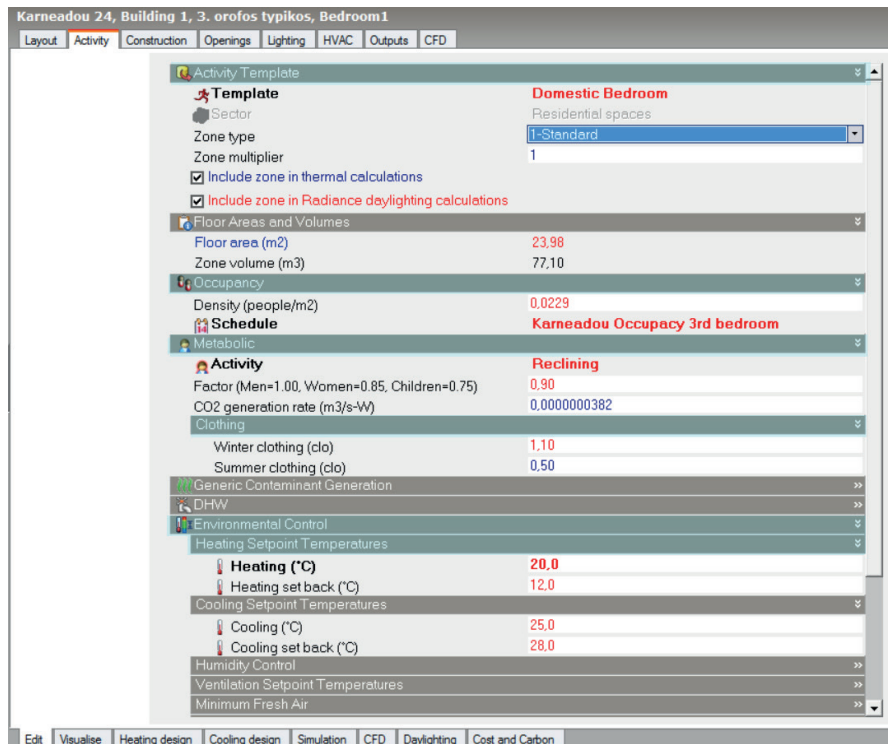 Karneadou 24, Building 1, 3. orofos typikos, Bedroom1
Layout Activity Construction Openings Lighting HVAC Outputs CFD
Activity Template
Template Domestic Bedroom
Sector Residential spaces
Zone type 1-Standard
Zone multiplier 1
Include zone in thermal calculations
Include zone in Radiance daylighting calculations
Floor Areas and Volumes
Floor area (m2) 23,98
Zone volume (m3) 77,10
Occupancy
Density (people/m2) 0,0229
Schedule Karneadou Occupacy 3rd bedroom
Metabolic
Activity Reclining
Factor (Men=1.00, Women=0.85, Children=0.75) 0,90
CO2 generation rate (m3/s-W) 0,0000000382
Clothing
Winter clothing (clo) 1,10
Summer clothing (clo) 0,50
Generic Contaminant Generation
DHW
Environmental Control
Heating Setpoint Temperatures
Heating (°C) 20,0
Heating set back (°C) 12,0
Cooling Setpoint Temperatures
Cooling (°C) 25,0
Cooling set back (°C) 28,0
Humidity Control
Ventilation Setpoint Temperatures
Minimum Fresh Air
Edit Visualise Heating design Cooling design Simulation CFD Daylighting Cost and Carbon